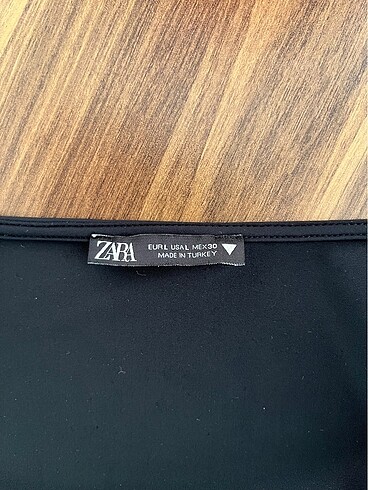 ZARA
EUR L USA L MEX 30
MADE IN TURKEY